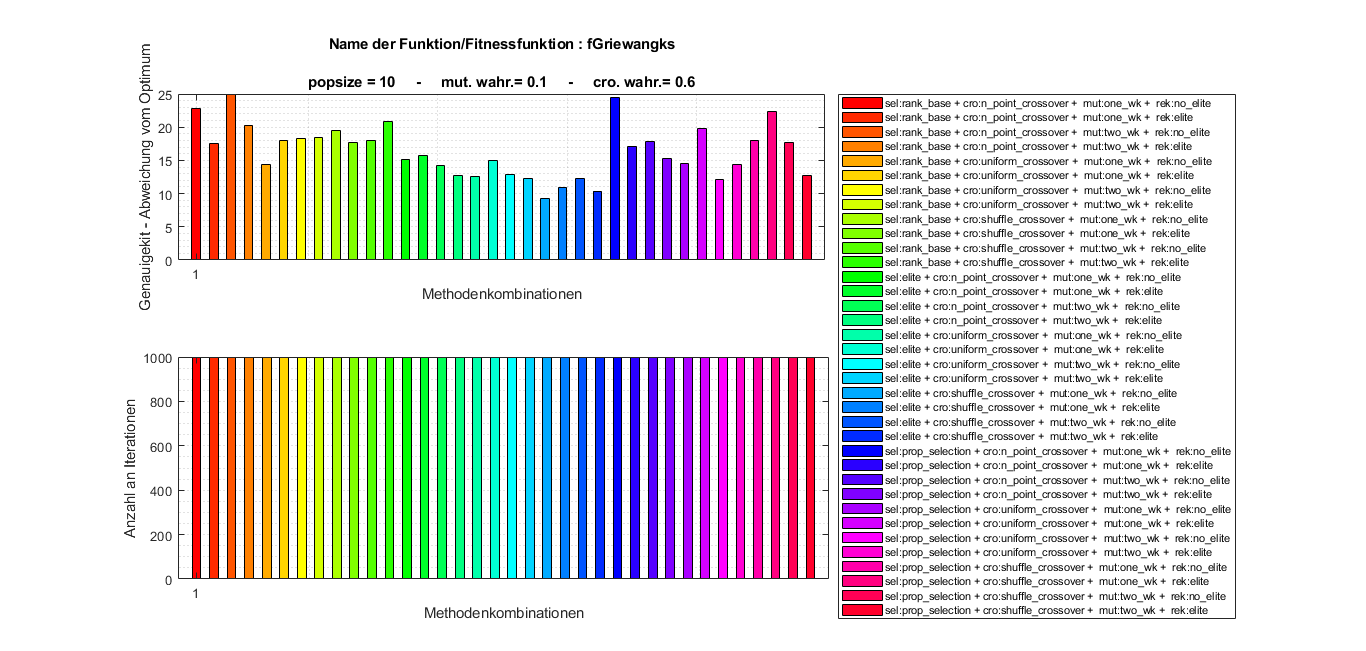 Name der Funktion/Fitnessfunktion : fGriewangks
popsize = 10 - mut. wahr.= 0.1 - cro. wahr.= 0.6
Genauigekit - Abweichung vom Optimum
25
20
15
10
5
0
1
Methodenkombinationen
Anzahl an Iterationen
1000
800
600
400
200
0
1
Methodenkombinationen
sel:rank_base + cro:n_point_crossover + mut:one_wk + rek:no_elite
sel:rank_base + cro:n_point_crossover + mut:one_wk + rek:elite
sel:rank_base + cro:n_point_crossover + mut:two_wk + rek:no_elite
sel:rank_base + cro:n_point_crossover + mut:two_wk + rek:elite
sel:rank_base + cro:uniform_crossover + mut:one_wk + rek:no_elite
sel:rank_base + cro:uniform_crossover + mut:one_wk + rek:elite
sel:rank_base + cro:uniform_crossover + mut:two_wk + rek:no_elite
sel:rank_base + cro:uniform_crossover + mut:two_wk + rek:elite
sel:rank_base + cro:shuffle_crossover + mut:one_wk + rek:no_elite
sel:rank_base + cro:shuffle_crossover + mut:one_wk + rek:elite
sel:rank_base + cro:shuffle_crossover + mut:two_wk + rek:no_elite
sel:rank_base + cro:shuffle_crossover + mut:two_wk + rek:elite
sel:elite + cro:n_point_crossover + mut:one_wk + rek:no_elite
sel:elite + cro:n_point_crossover + mut:one_wk + rek:elite
sel:elite + cro:n_point_crossover + mut:two_wk + rek:no_elite
sel:elite + cro:n_point_crossover + mut:two_wk + rek:elite
sel:elite + cro:uniform_crossover + mut:one_wk + rek:no_elite
sel:elite + cro:uniform_crossover + mut:one_wk + rek:elite
sel:elite + cro:uniform_crossover + mut:two_wk + rek:no_elite
sel:elite + cro:uniform_crossover + mut:two_wk + rek:elite
sel:elite + cro:shuffle_crossover + mut:one_wk + rek:no_elite
sel:elite + cro:shuffle_crossover + mut:one_wk + rek:elite
sel:elite + cro:shuffle_crossover + mut:two_wk + rek:no_elite
sel:elite + cro:shuffle_crossover + mut:two_wk + rek:elite
sel:prop_selection + cro:n_point_crossover + mut:one_wk + rek:no_elite
sel:prop_selection + cro:n_point_crossover + mut:one_wk + rek:elite
sel:prop_selection + cro:n_point_crossover + mut:two_wk + rek:no_elite
sel:prop_selection + cro:n_point_crossover + mut:two_wk + rek:elite
sel:prop_selection + cro:uniform_crossover + mut:one_wk + rek:no_elite
sel:prop_selection + cro:uniform_crossover + mut:one_wk + rek:elite
sel:prop_selection + cro:uniform_crossover + mut:two_wk + rek:no_elite
sel:prop_selection + cro:uniform_crossover + mut:two_wk + rek:elite
sel:prop_selection + cro:shuffle_crossover + mut:one_wk + rek:no_elite
sel:prop_selection + cro:shuffle_crossover + mut:one_wk + rek:elite
sel:prop_selection + cro:shuffle_crossover + mut:two_wk + rek:no_elite
sel:prop_selection + cro:shuffle_crossover + mut:two_wk + rek:elite